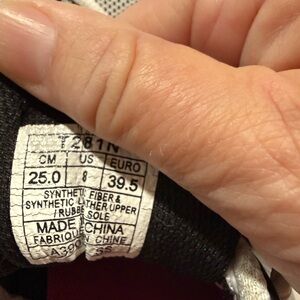 T281N
CM US EURO
25.0 8 39.5
SYNTHETIC FIBER &
SYNTHETIC LEATHER UPPER
/ RUBBER SOLE
MADE IN CHINA
FABRIQUE EN CHINE